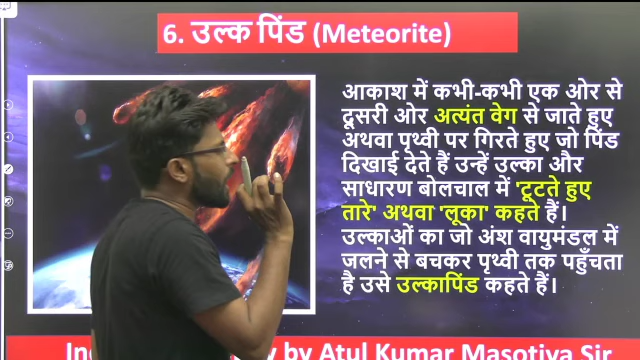 6. उल्क पिंड (Meteorite)
आकाश में कभी-कभी एक ओर से
दूसरी ओर अत्यंत वेग से जाते हुए
अथवा पृथ्वी पर गिरते हुए जो पिंड
दिखाई देते हैं उन्हें उल्का और
साधारण बोलचाल में 'टूटते हुए
तारे' अथवा 'लूका' कहते हैं।
उल्काओं का जो अंश वायुमंडल में
जलने से बचकर पृथ्वी तक पहुँचता
है उसे उल्कापिंड कहते हैं।
by Atul Kumar Masotiya Sir